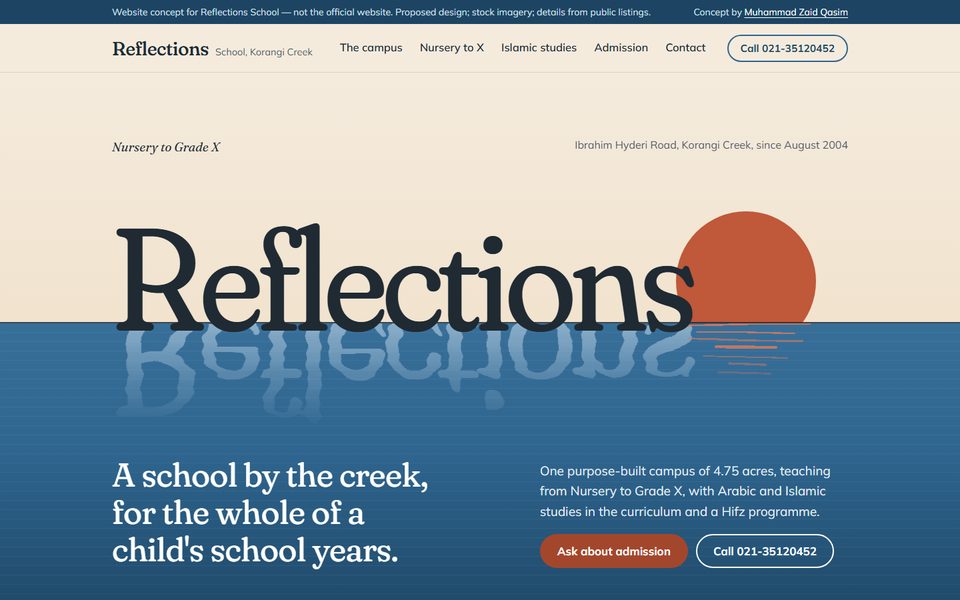 Website concept for Reflections School — not the official website. Proposed design; stock imagery; details from public listings. Concept by Muhammad Zaid Qasim
Reflections School, Korangi Creek The campus Nursery to X Islamic studies Admission Contact Call 021-35120452
Nursery to Grade X Ibrahim Hyderi Road, Korangi Creek, since August 2004
Reflections
Reflections
A school by the creek,
for the whole of a
child's school years.
One purpose-built campus of 4.75 acres, teaching
from Nursery to Grade X, with Arabic and Islamic
studies in the curriculum and a Hifz programme.
Ask about admission Call 021-35120452